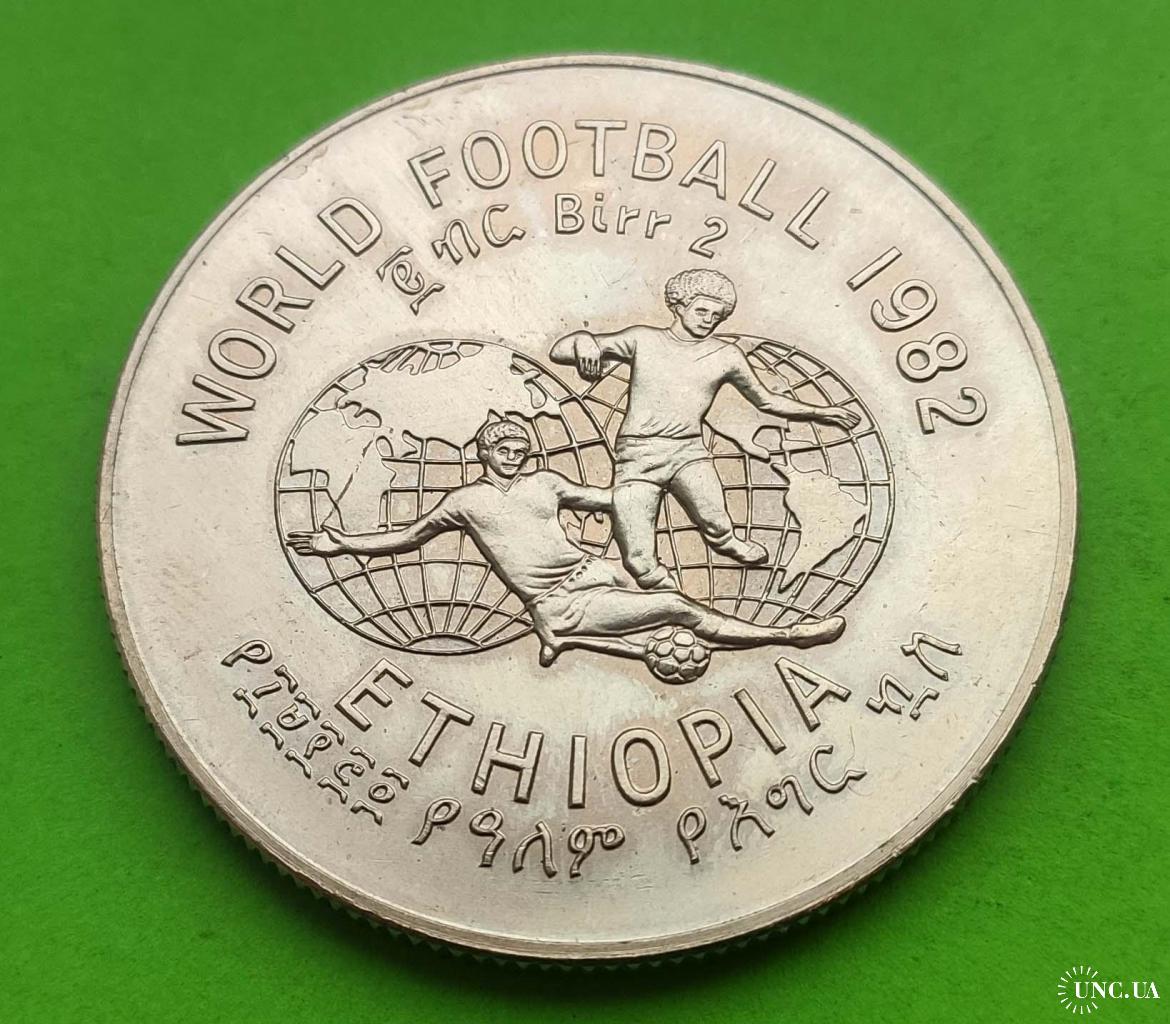 WORLD FOOTBALL 1982
፪ ብር Birr 2
ETHIOPIA
የ፲፱፻፸፬ የዓለም የእግር ኳስ
UNC.UA